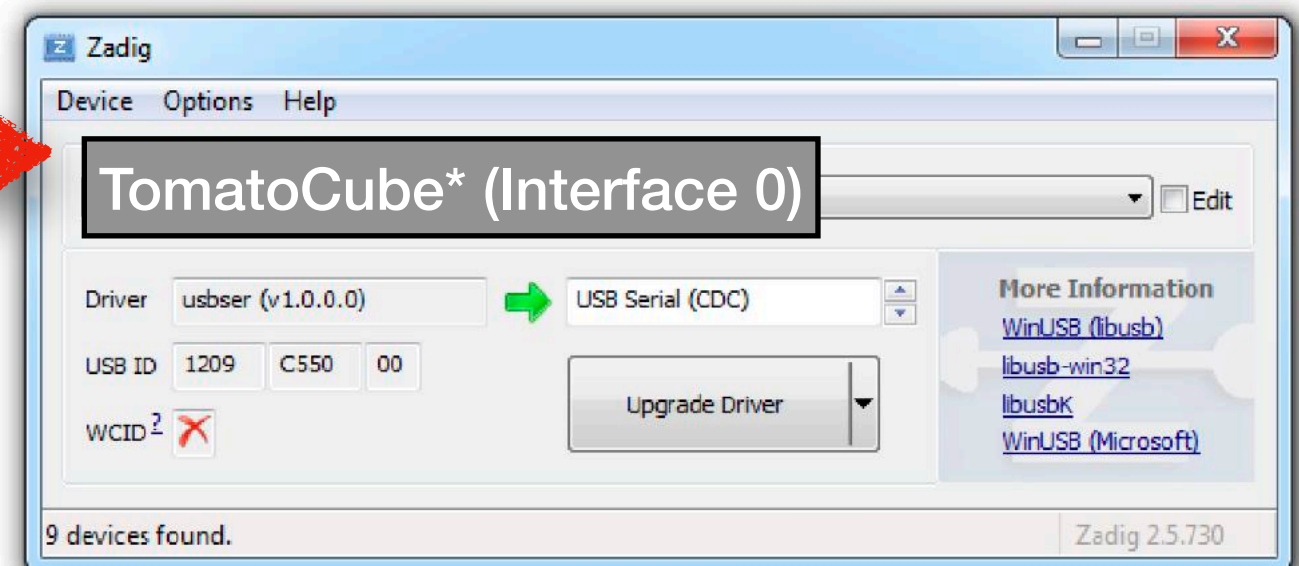 Zadig
Device Options Help
TomatoCube* (Interface 0)
Edit
Driver usbser (v1.0.0.0) USB Serial (CDC)
USB ID 1209 C550 00
WCID ?
Upgrade Driver
More Information
WinUSB (libusb)
libusb-win32
libusbK
WinUSB (Microsoft)
9 devices found.
Zadig 2.5.730